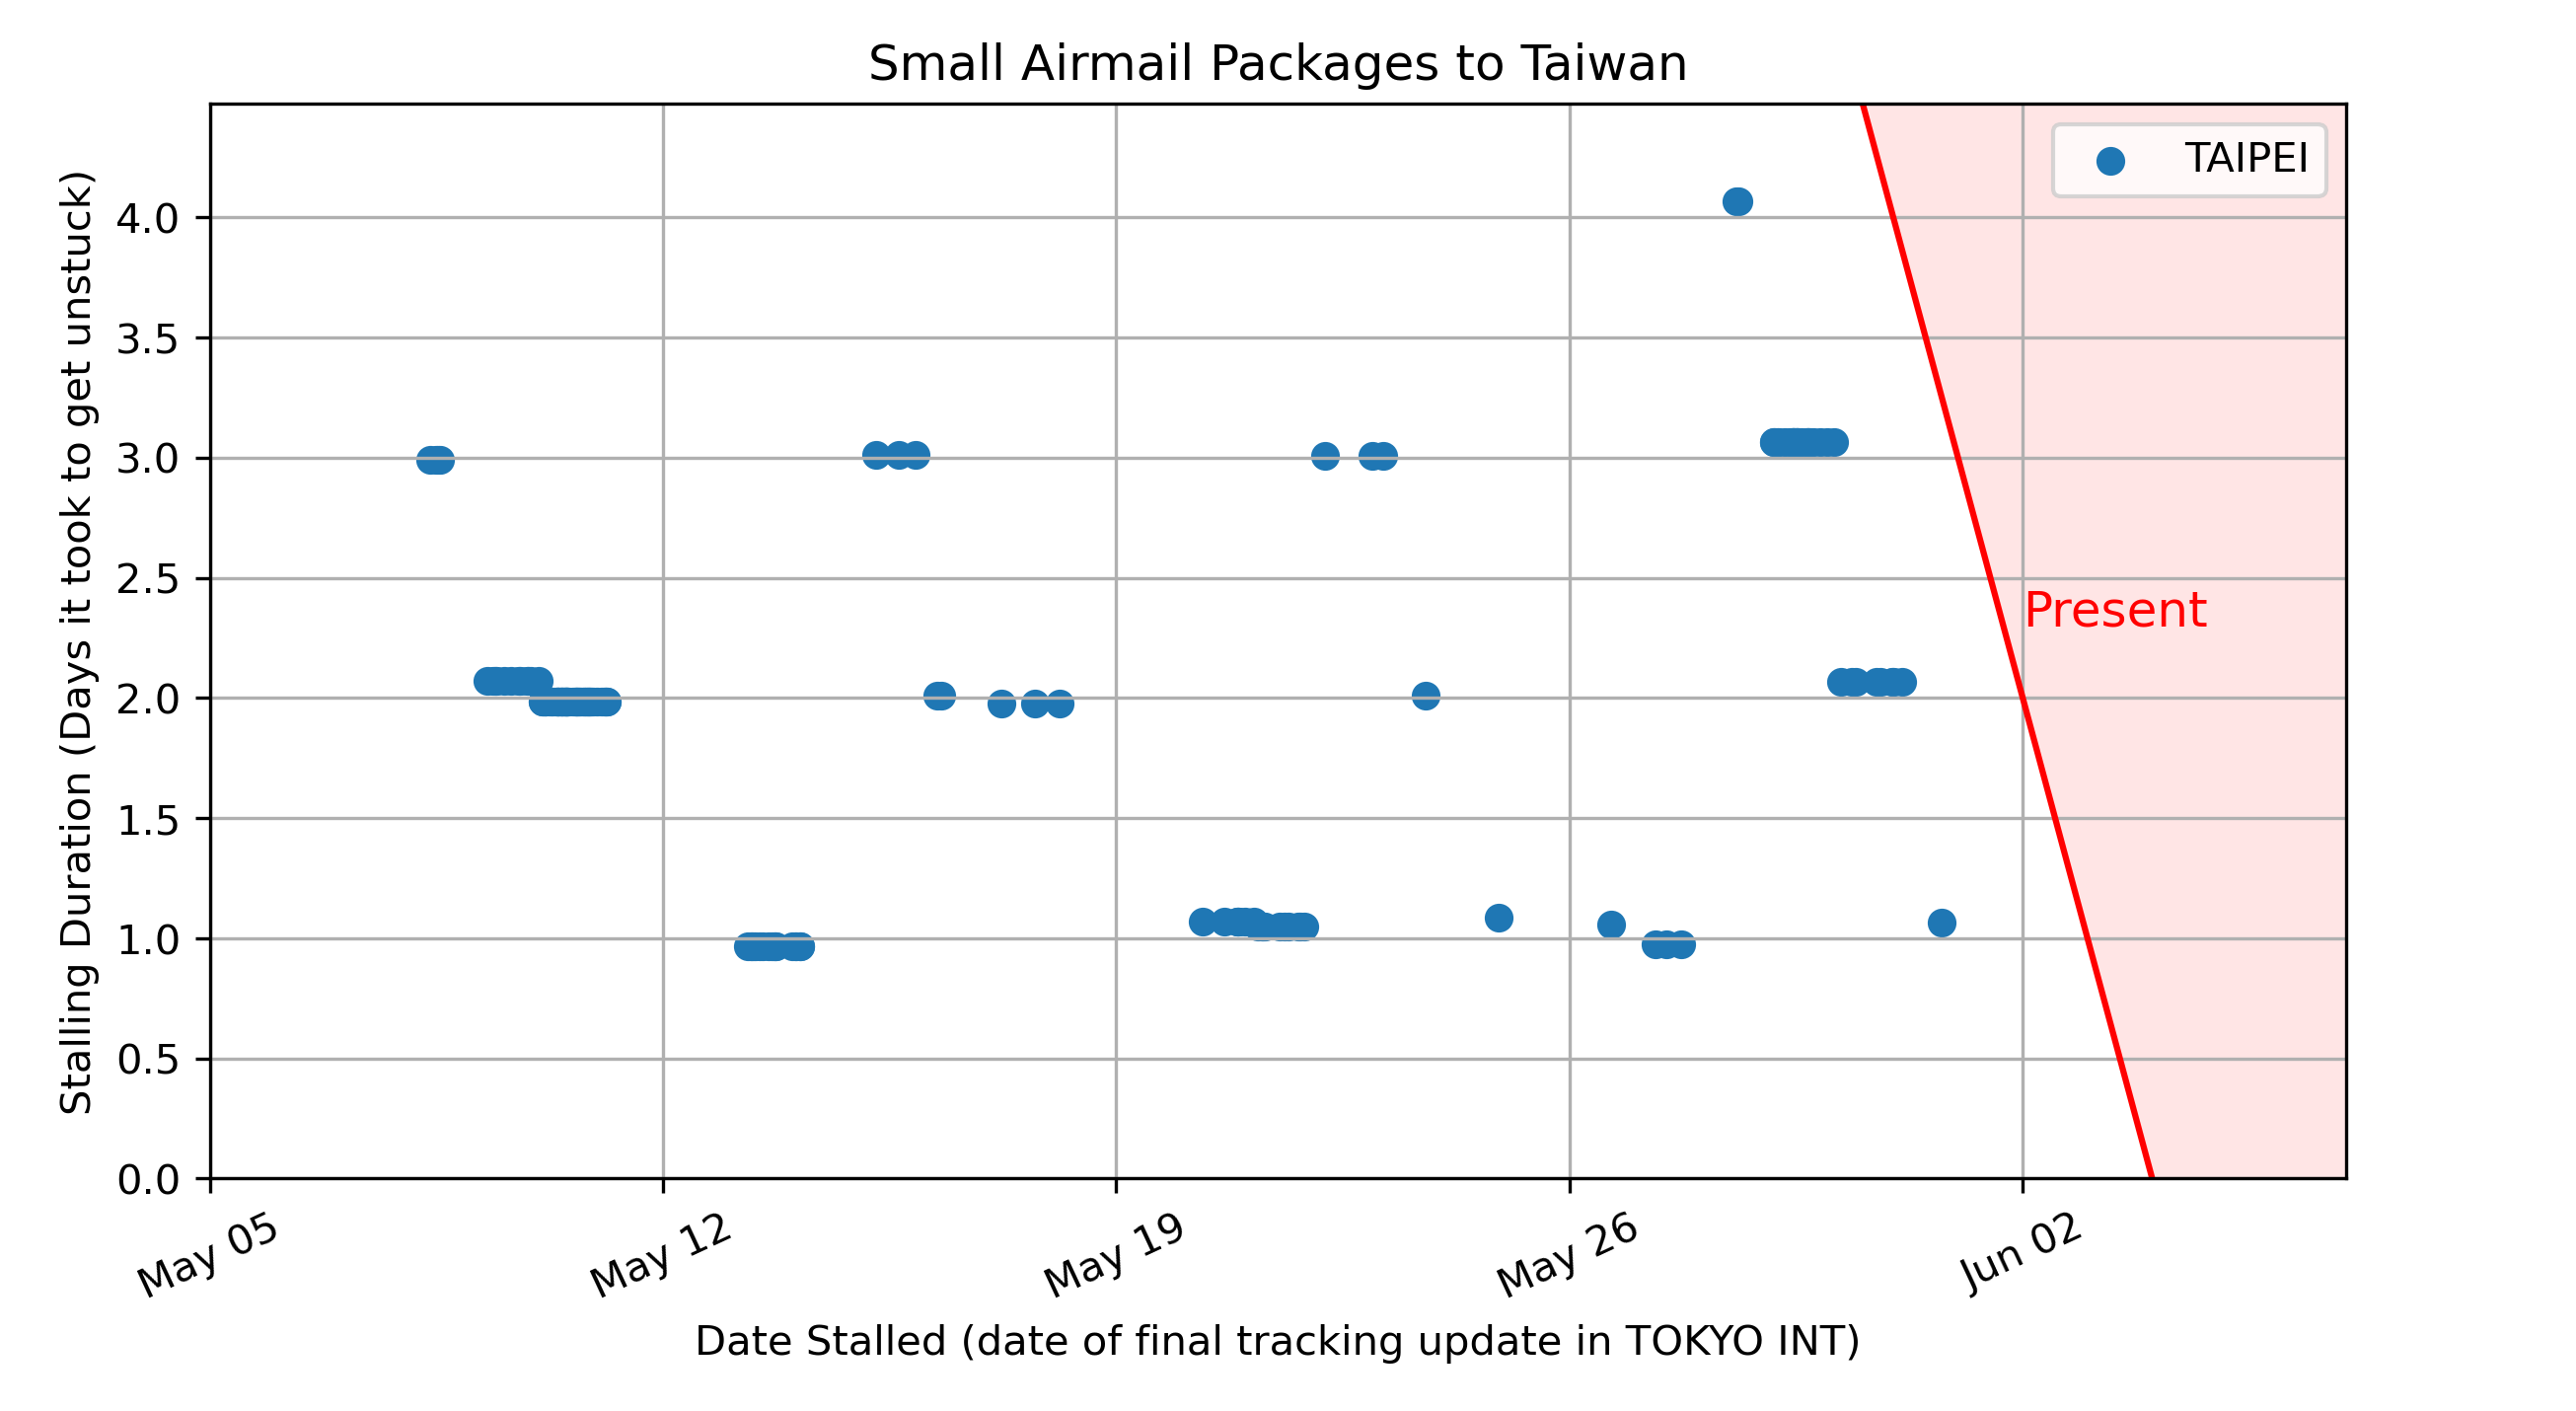 Small Airmail Packages to Taiwan
TAIPEI
Stalling Duration (Days it took to get unstuck)
4.0
3.5
3.0
2.5
2.0
1.5
1.0
0.5
0.0
Present
May 05
May 12
May 19
May 26
Jun 02
Date Stalled (date of final tracking update in TOKYO INT)